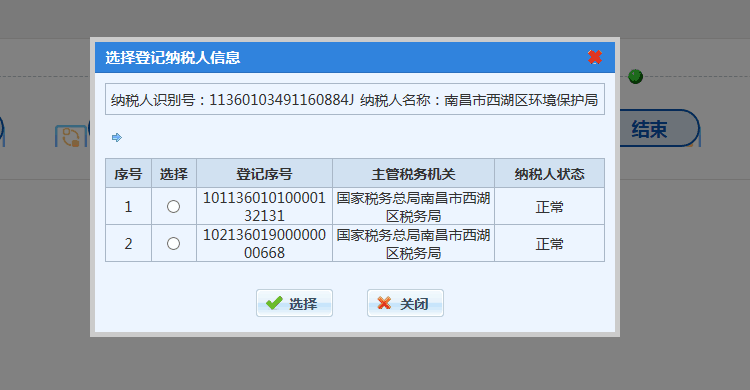 选择登记纳税人信息
纳税人识别号：11360103491160884J 纳税人名称：南昌市西湖区环境保护局
结束
序号 选择 登记序号 主管税务机关 纳税人状态
1 101136010100001 国家税务总局南昌市西湖 正常
32131 区税务局
2 102136019000000 国家税务总局南昌市西湖 正常
00668 区税务局
选择 关闭